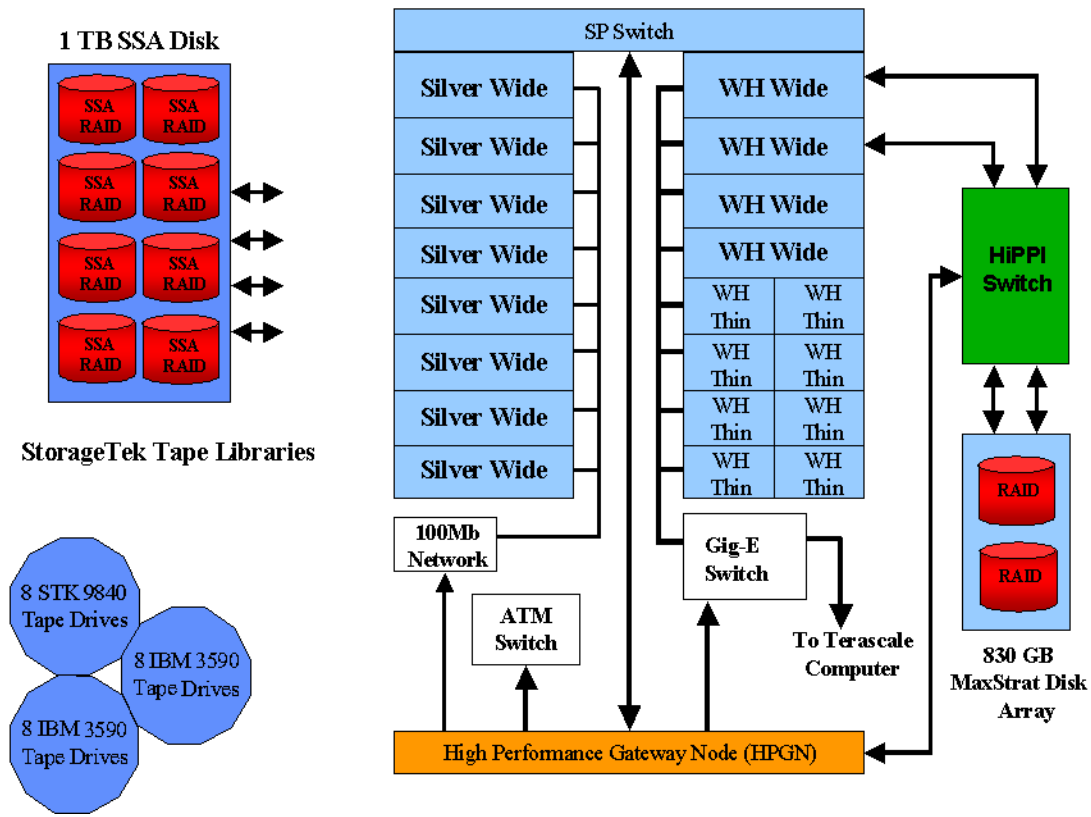 1 TB SSA Disk
SSA
RAID
SSA
RAID
SSA
RAID
SSA
RAID
SSA
RAID
SSA
RAID
SSA
RAID
SSA
RAID
StorageTek Tape Libraries
8 STK 9840
Tape Drives
8 IBM 3590
Tape Drives
8 IBM 3590
Tape Drives
SP Switch
Silver Wide
Silver Wide
Silver Wide
Silver Wide
Silver Wide
Silver Wide
Silver Wide
Silver Wide
WH Wide
WH Wide
WH Wide
WH Wide
WH
Thin
WH
Thin
WH
Thin
WH
Thin
WH
Thin
WH
Thin
WH
Thin
WH
Thin
100Mb
Network
ATM
Switch
Gig-E
Switch
To Terascale
Computer
High Performance Gateway Node (HPGN)
HiPPI
Switch
RAID
RAID
830 GB
MaxStrat Disk
Array